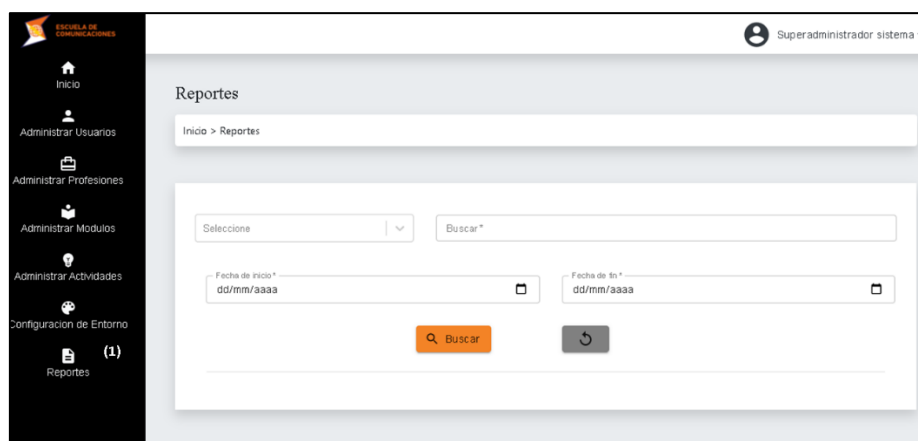 ESCUELA DE
COMUNICACIONES
Superadministrador sistema
Inicio
Administrar Usuarios
Administrar Profesiones
Administrar Modulos
Administrar Actividades
Configuracion de Entorno
(1)
Reportes
Reportes
Inicio > Reportes
Seleccione
Buscar*
Fecha de inicio*
dd/mm/aaaa
Fecha de fin*
dd/mm/aaaa
Buscar